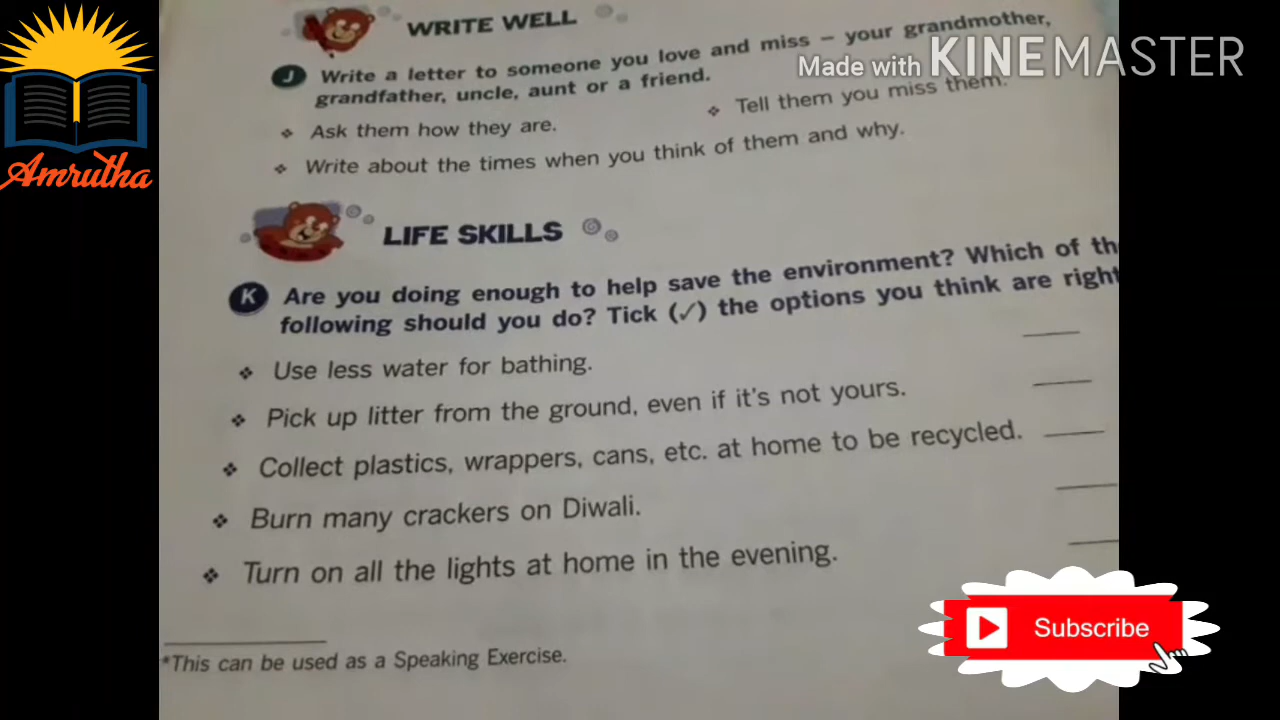 WRITE WELL
J Write a letter to someone you love and miss – your grandmother,
grandfather, uncle, aunt or a friend.
❖ Ask them how they are.
❖ Tell them you miss them.
❖ Write about the times when you think of them and why.
LIFE SKILLS
K Are you doing enough to help save the environment? Which of th
following should you do? Tick (✓) the options you think are right
❖ Use less water for bathing.
❖ Pick up litter from the ground, even if it's not yours.
❖ Collect plastics, wrappers, cans, etc. at home to be recycled.
❖ Burn many crackers on Diwali.
❖ Turn on all the lights at home in the evening.
*This can be used as a Speaking Exercise.
Amrutha
Made with KINEMASTER
Subscribe